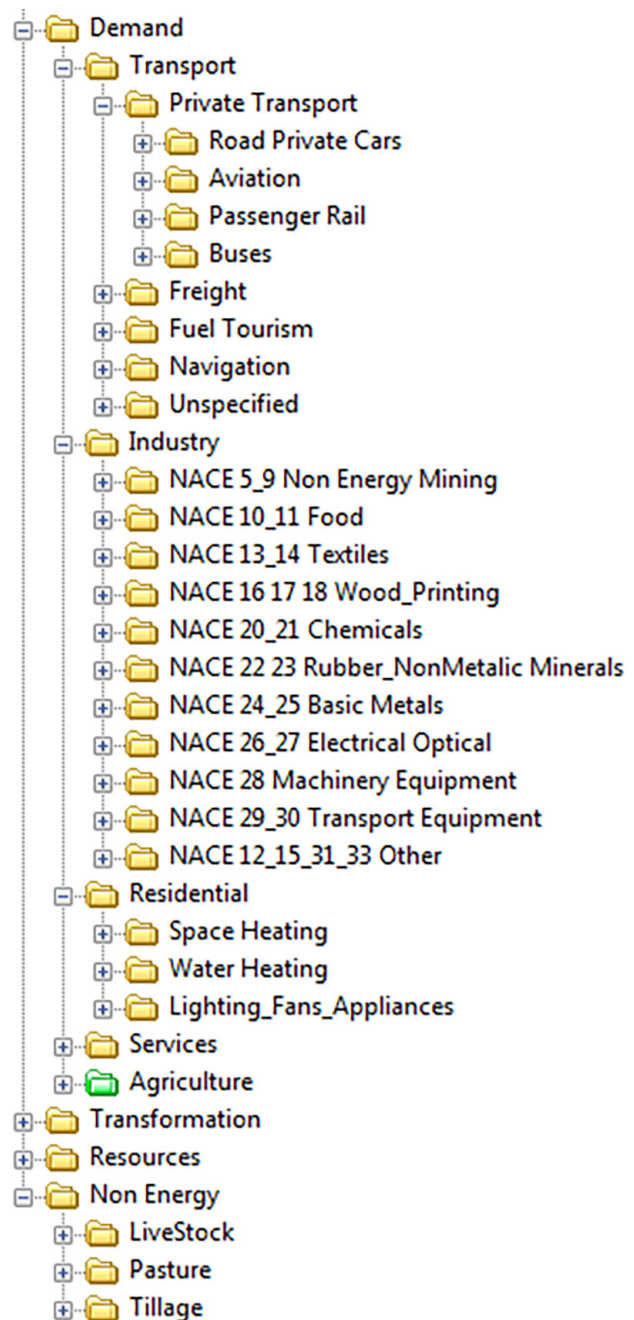 Demand
Transport
Private Transport
Road Private Cars
Aviation
Passenger Rail
Buses
Freight
Fuel Tourism
Navigation
Unspecified
Industry
NACE 5_9 Non Energy Mining
NACE 10_11 Food
NACE 13_14 Textiles
NACE 16 17 18 Wood_Printing
NACE 20_21 Chemicals
NACE 22 23 Rubber_NonMetalic Minerals
NACE 24_25 Basic Metals
NACE 26_27 Electrical Optical
NACE 28 Machinery Equipment
NACE 29_30 Transport Equipment
NACE 12_15_31_33 Other
Residential
Space Heating
Water Heating
Lighting_Fans_Appliances
Services
Agriculture
Transformation
Resources
Non Energy
LiveStock
Pasture
Tillage